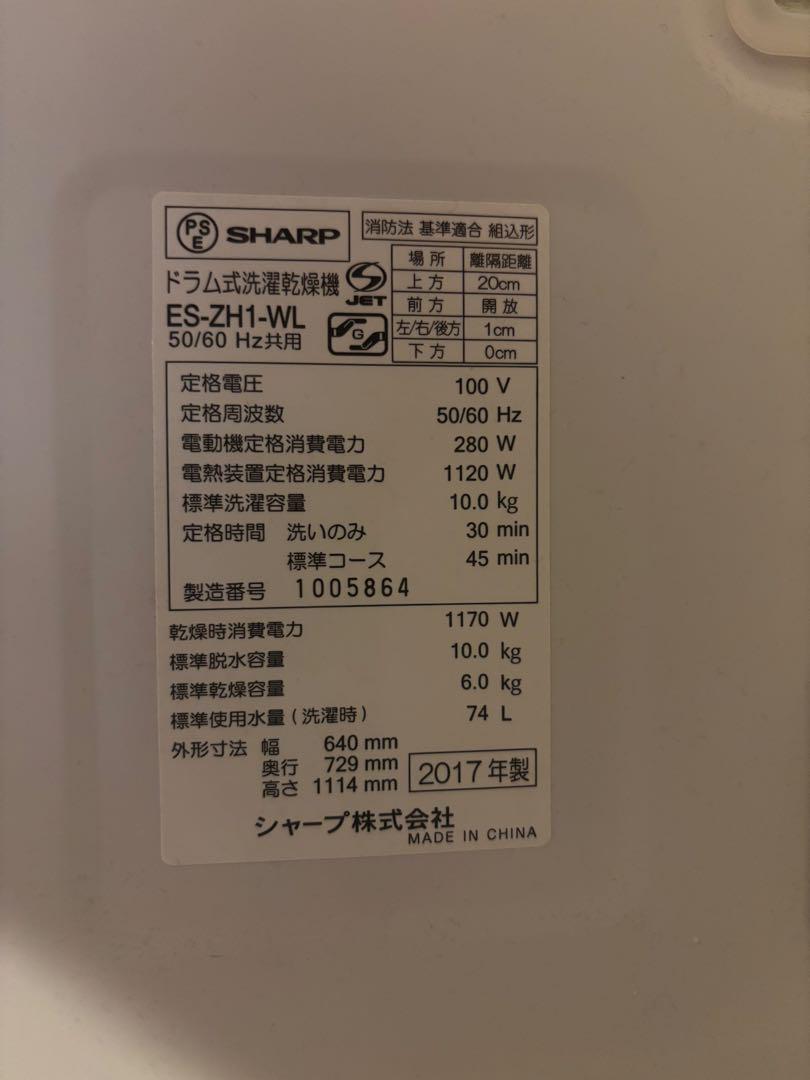 PSE SHARP
消防法 基準適合 組込形
場所 離隔距離
上方 20cm
前方 開放
左/右/後方 1cm
下方 0cm
ドラム式洗濯乾燥機
JET
ES-ZH1-WL
G
50/60 Hz共用
定格電圧 100 V
定格周波数 50/60 Hz
電動機定格消費電力 280 W
電熱装置定格消費電力 1120 W
標準洗濯容量 10.0 kg
定格時間 洗いのみ 30 min
標準コース 45 min
製造番号 1005864
乾燥時消費電力 1170 W
標準脱水容量 10.0 kg
標準乾燥容量 6.0 kg
標準使用水量(洗濯時) 74 L
外形寸法 幅 640 mm
奥行 729 mm
高さ 1114 mm
2017年製
シャープ株式会社
MADE IN CHINA